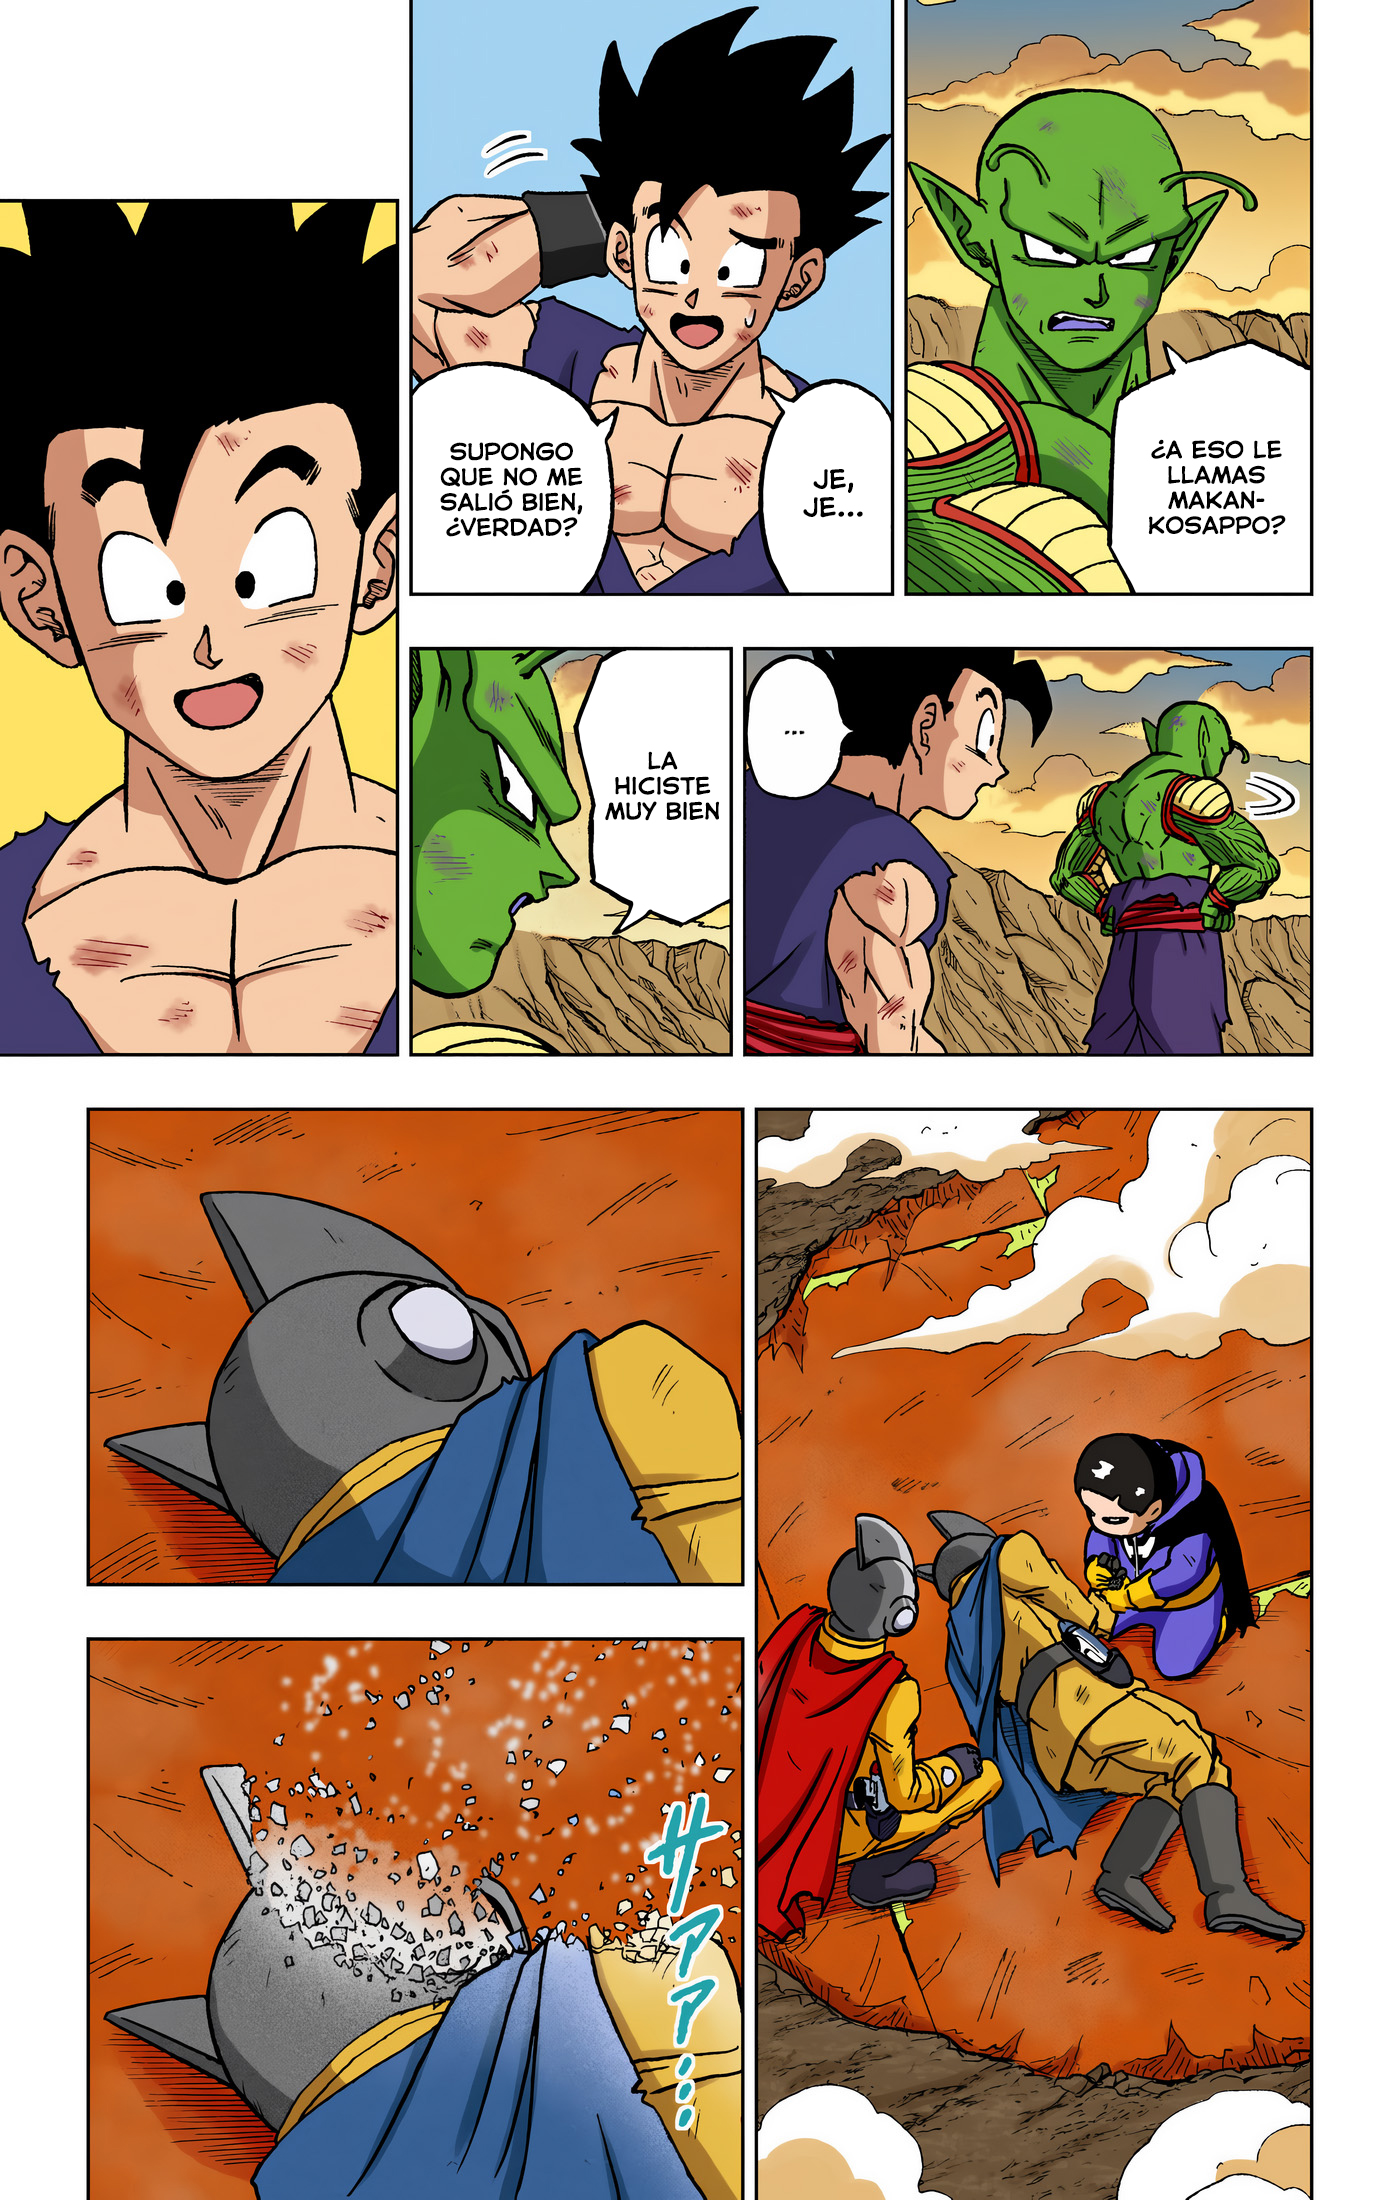 ¿A ESO LE
LLAMAS
MAKAN-
KOSAPPO?
JE,
JE...
SUPONGO
QUE NO ME
SALIÓ BIEN,
¿VERDAD?
...
LA
HICISTE
MUY BIEN
サアア…